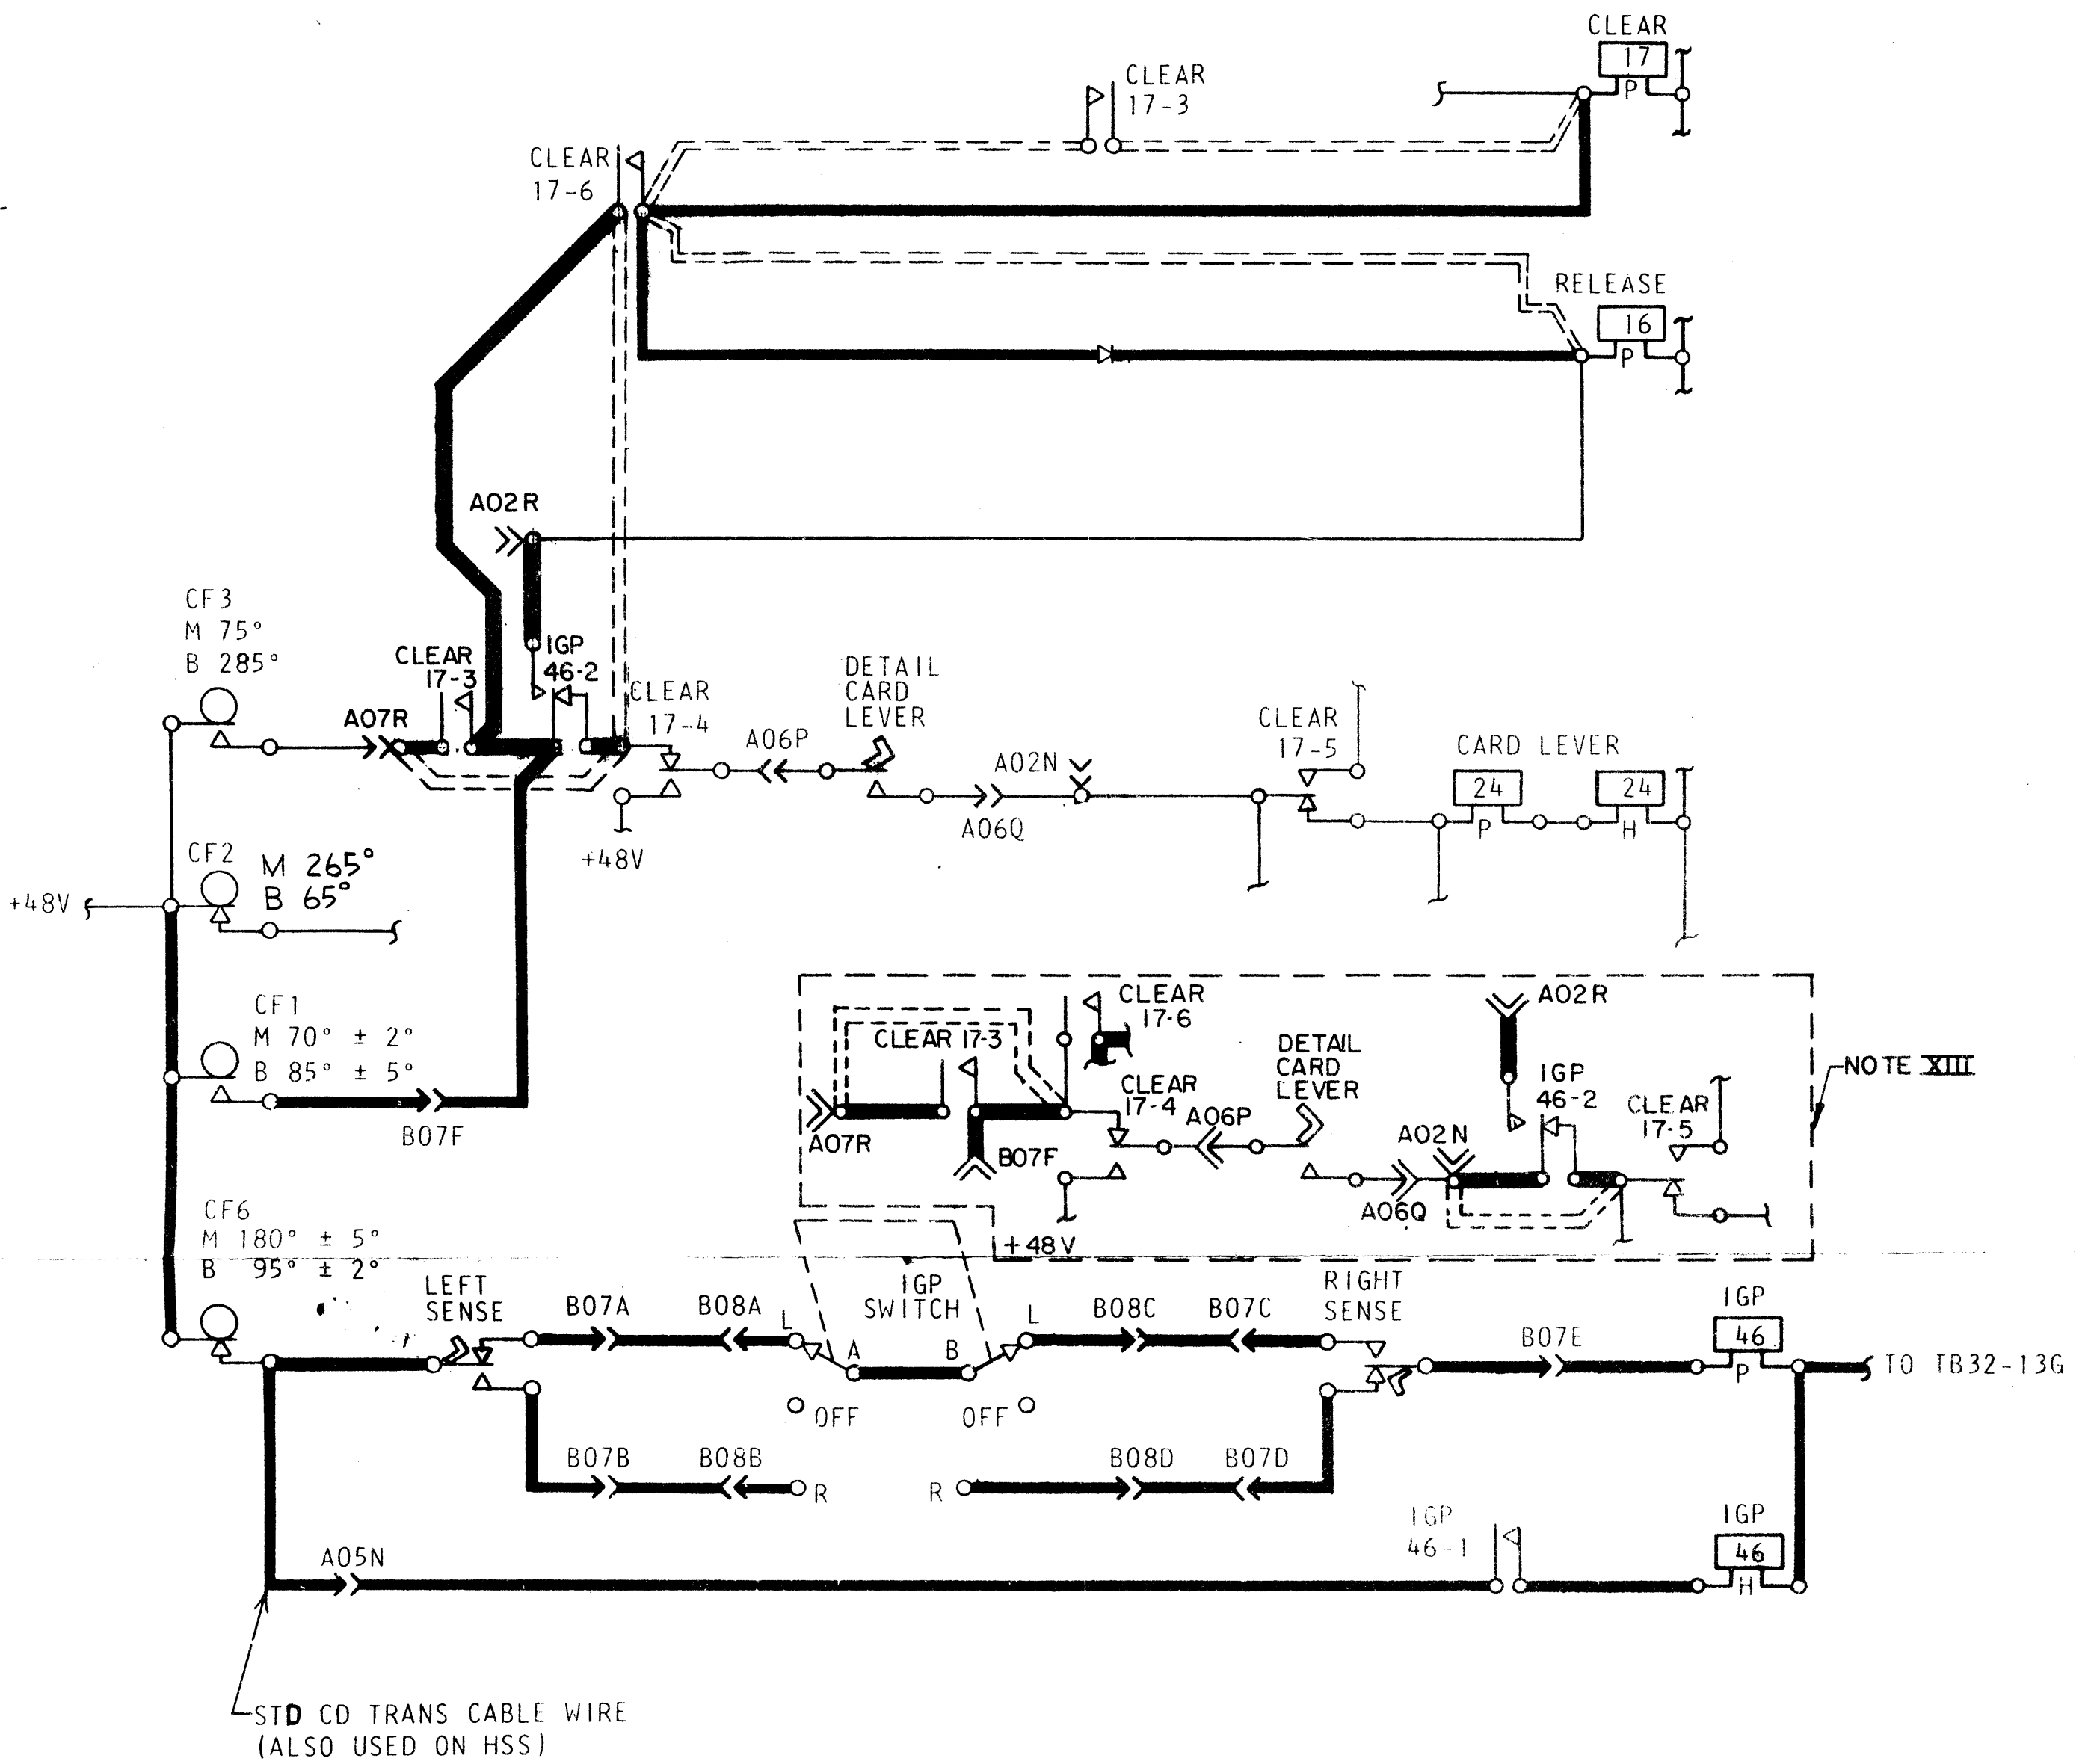 CLEAR
17
P
CLEAR
17-3
CLEAR
17-6
RELEASE
16
P
A02R
CF3
M 75°
B 285°
CLEAR
17-3
IGP
46-2
CLEAR
17-4
A07R
DETAIL
CARD
LEVER
A06P
A06Q
A02N
CLEAR
17-5
CARD LEVER
24
P
24
H
+48V
CF2
M 265°
B 65°
+48V
CF1
M 70° ± 2°
B 85° ± 5°
B07F
CLEAR
17-6
CLEAR 17-3
A07R
B07F
CLEAR
17-4
A06P
DETAIL
CARD
LEVER
A06Q
A02N
A02R
IGP
46-2
CLEAR
17-5
NOTE XIII
+48V
CF6
M 180° ± 5°
B 95° ± 2°
LEFT
SENSE
B07A
B08A
L
IGP
SWITCH
A
B
L
B08C
B07C
RIGHT
SENSE
B07E
IGP
46
P
TO TB32-13G
OFF
OFF
B07B
B08B
R
R
B08D
B07D
A05N
IGP
46-1
IGP
46
H
STD CD TRANS CABLE WIRE
(ALSO USED ON HSS)